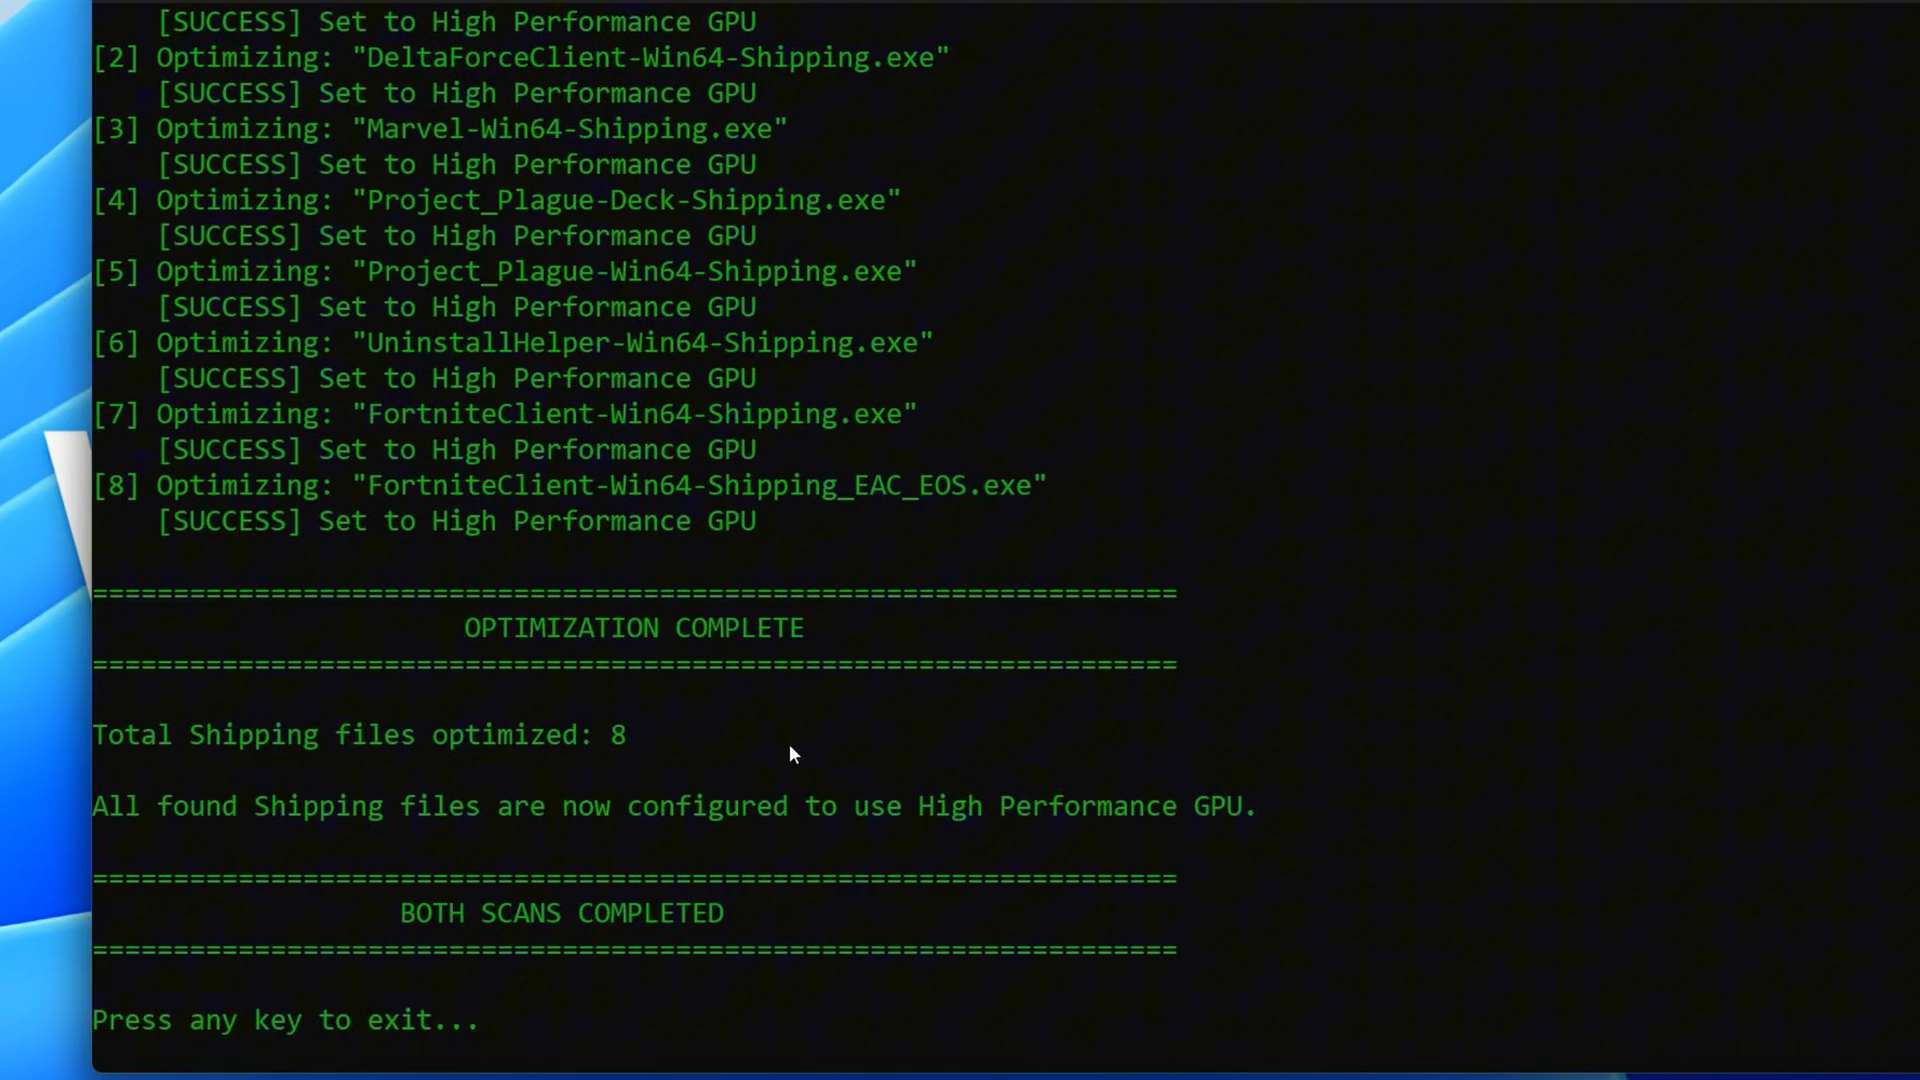 [SUCCESS] Set to High Performance GPU
[2] Optimizing: "DeltaForceClient-Win64-Shipping.exe"
[SUCCESS] Set to High Performance GPU
[3] Optimizing: "Marvel-Win64-Shipping.exe"
[SUCCESS] Set to High Performance GPU
[4] Optimizing: "Project_Plague-Deck-Shipping.exe"
[SUCCESS] Set to High Performance GPU
[5] Optimizing: "Project_Plague-Win64-Shipping.exe"
[SUCCESS] Set to High Performance GPU
[6] Optimizing: "UninstallHelper-Win64-Shipping.exe"
[SUCCESS] Set to High Performance GPU
[7] Optimizing: "FortniteClient-Win64-Shipping.exe"
[SUCCESS] Set to High Performance GPU
[8] Optimizing: "FortniteClient-Win64-Shipping_EAC_EOS.exe"
[SUCCESS] Set to High Performance GPU
===================================================================
OPTIMIZATION COMPLETE
===================================================================
Total Shipping files optimized: 8
All found Shipping files are now configured to use High Performance GPU.
===================================================================
BOTH SCANS COMPLETED
===================================================================
Press any key to exit...